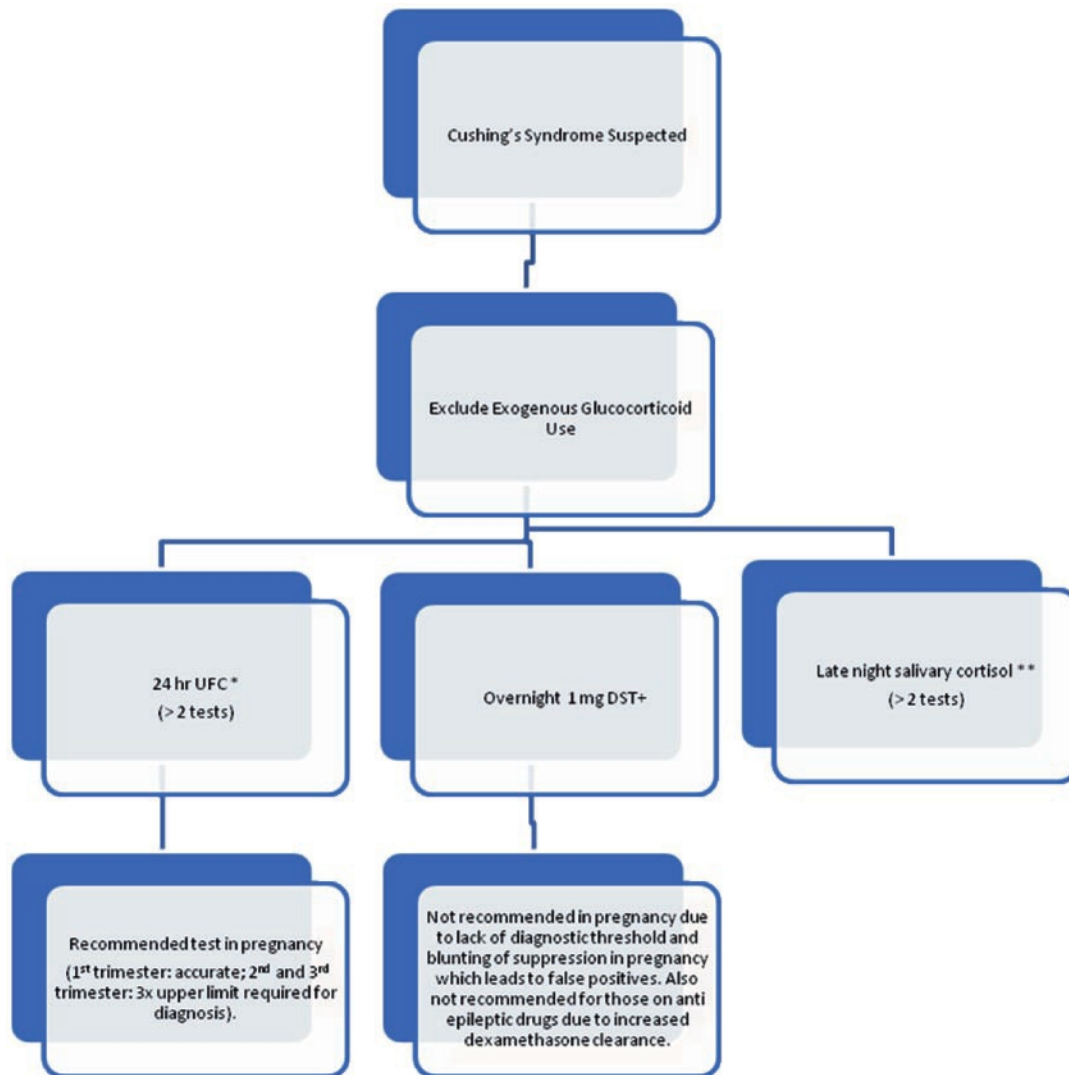 Cushing's Syndrome Suspected
Exclude Exogenous Glucocorticoid
Use
24 hr UFC *
(> 2 tests)
Overnight 1 mg DST+
Late night salivary cortisol **
(> 2 tests)
Recommended test in pregnancy
(1st trimester: accurate; 2nd and 3rd
trimester: 3x upper limit required for
diagnosis).
Not recommended in pregnancy due
to lack of diagnostic threshold and
blunting of suppression in pregnancy
which leads to false positives. Also
not recommended for those on anti
epileptic drugs due to increased
dexamethasone clearance.